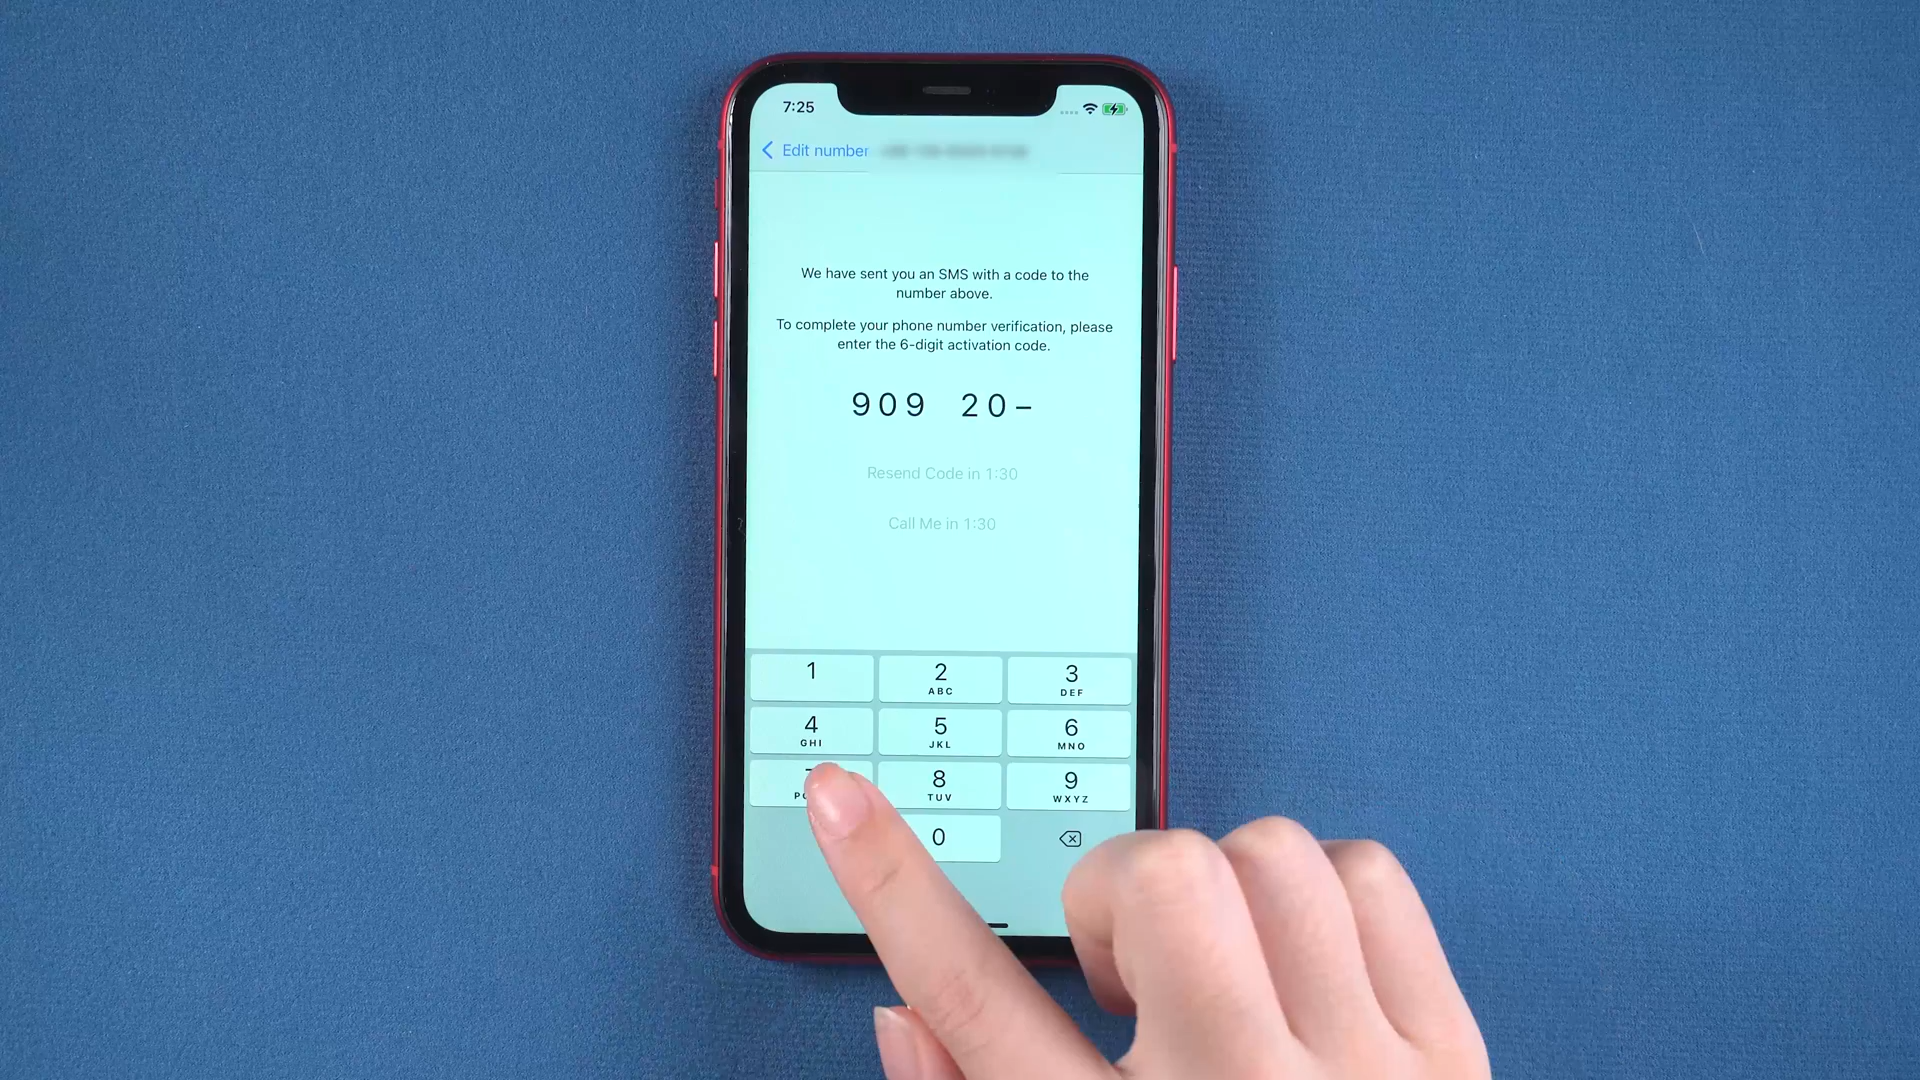 7:25
Edit number
We have sent you an SMS with a code to the
number above.
To complete your phone number verification, please
enter the 6-digit activation code.
909 20–
Resend Code in 1:30
Call Me in 1:30
1
2
ABC
3
DEF
4
GHI
5
JKL
6
MNO
8
TUV
9
WXYZ
0